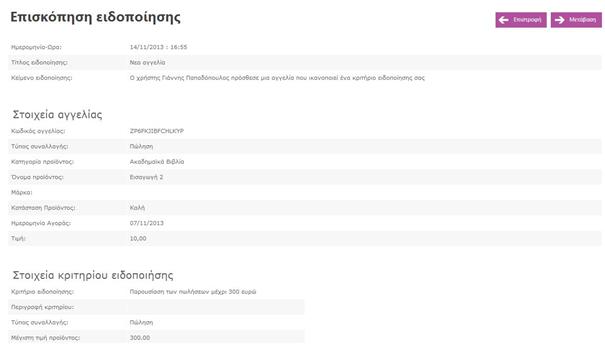 Επισκόπηση ειδοποίησης
Επιστροφή
Μετάβαση
Ημερομηνία-Ώρα: 14/11/2013 : 16:55
Τίτλος ειδοποίησης: Νεα αγγελία
Κείμενο ειδοποίησης: Ο χρήστης Γιάννης Παπαδόπουλος πρόσθεσε μια αγγελία που ικανοποιεί ένα κριτήριο ειδοποίησης σας
Στοιχεία αγγελίας
Κωδικός αγγελίας: ZP6FKJIBFCHLKYP
Τύπος συναλλαγής: Πώληση
Κατηγορία προϊόντος: Ακαδημαϊκά Βιβλία
Όνομα προϊόντος: Εισαγωγή 2
Μάρκα:
Κατάσταση Προϊόντος: Καλή
Ημερομηνία Αγοράς: 07/11/2013
Τιμή: 10,00
Στοιχεία κριτηρίου ειδοποιήσης
Κριτήριο ειδοποίησης: Παρουσίαση των πωλήσεων μέχρι 300 ευρώ
Περιγραφή κριτηρίου:
Τύπος συναλλαγής: Πώληση
Μέγιστη τιμή προϊόντος: 300.00